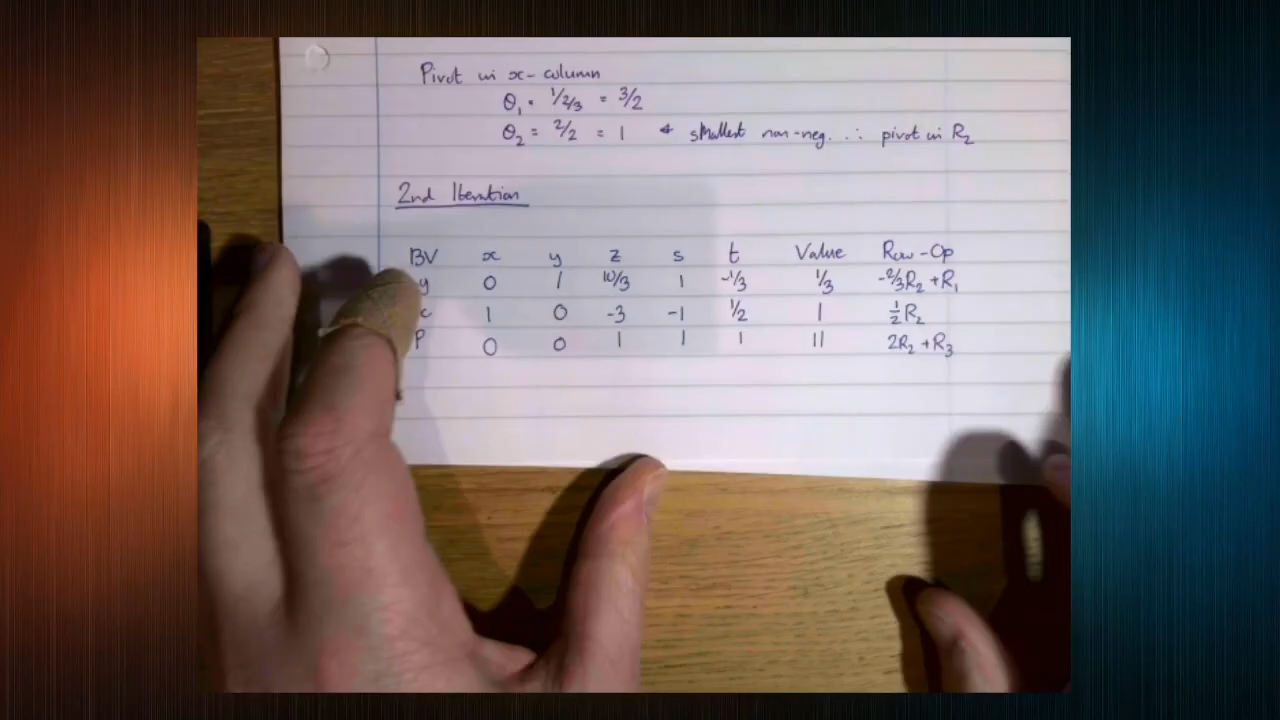 Pivot in x-column
θ₁ = 1/2/3 = 3/2
θ₂ = 2/2 = 1 ← smallest non-neg. ∴ pivot in R₂
2nd Iteration
BV x y z s t Value Row-Op
y 0 1 10/3 1 -1/3 1/3 -2/3R₂ + R₁
x 1 0 -3 -1 1/2 1 1/2R₂
P 0 0 1 1 1 11 2R₂ + R₃